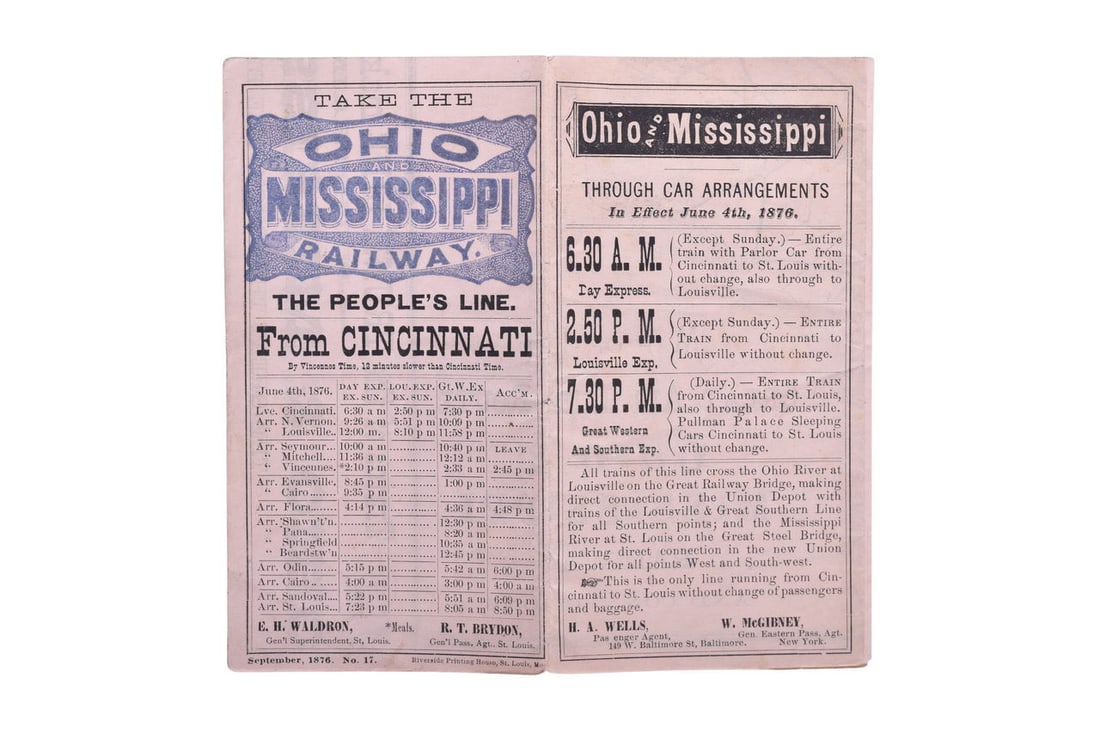 TAKE THE
OHIO
AND
MISSISSIPPI
RAILWAY.
THE PEOPLE'S LINE.
From CINCINNATI
By Vincennes Time, 12 minutes slower than Cincinnati Time.
June 4th, 1876. DAY EXP. EX. SUN. LOU. EXP. EX. SUN. Gt. W. Ex DAILY. Acc'm.
Lve. Cincinnati. 6:30 a m 2:50 p m 7:30 p m
Arr. N. Vernon. 9:26 a m 5:51 p m 10:09 p m
" Louisville.. 12:00 m. 8:10 p m 11:58 p m
Arr. Seymour... 10:00 a m 10:40 p m LEAVE
" Mitchell.... 11:36 a m 12:12 a m
" Vincennes. *2:10 p m 2:33 a m 2:45 p m
Arr. Evansville. 8:45 p m 1:00 p m
" Cairo........ 9:35 p m
Arr. Flora........ 4:14 p m 4:36 a m 4:48 p m
Arr. Shawn't'n. 12:30 p m
" Pana........ 8:20 a m
" Springfield 10:35 a m
" Beardstw'n 12:45 p m
Arr. Odin........ 5:15 p m 5:42 a m 6:00 p m
Arr. Cairo ........ 4:00 a m 3:00 p m 4:00 a m
Arr. Sandoval.... 5:22 p m 5:51 a m 6:09 p m
Arr. St. Louis... 7:23 p m 8:05 a m 8:50 p m
E. H. WALDRON, *Meals. R. T. BRYDON,
Gen'l Superintendent, St. Louis. Gen'l Pass. Agt., St. Louis.
September, 1876. No. 17. Riverside Printing House, St. Louis, Mo.
Ohio AND Mississippi
THROUGH CAR ARRANGEMENTS
In Effect June 4th, 1876.
6.30 A. M.
Day Express.
(Except Sunday.) — Entire
train with Parlor Car from
Cincinnati to St. Louis with-
out change, also through to
Louisville.
2.50 P. M.
Louisville Exp.
(Except Sunday.) — ENTIRE
TRAIN from Cincinnati to
Louisville without change.
7.30 P. M.
Great Western
And Southern Exp.
(Daily.) — ENTIRE TRAIN
from Cincinnati to St. Louis,
also through to Louisville.
Pullman Palace Sleeping
Cars Cincinnati to St. Louis
without change.
All trains of this line cross the Ohio River at
Louisville on the Great Railway Bridge, making
direct connection in the Union Depot with
trains of the Louisville & Great Southern Line
for all Southern points; and the Mississippi
River at St. Louis on the Great Steel Bridge,
making direct connection in the new Union
Depot for all points West and South-west.
☞This is the only line running from Cin-
cinnati to St. Louis without change of passengers
and baggage.
H. A. WELLS,
Pas enger Agent,
149 W. Baltimore St, Baltimore.
W. McGIBNEY,
Gen. Eastern Pass. Agt.
New York.